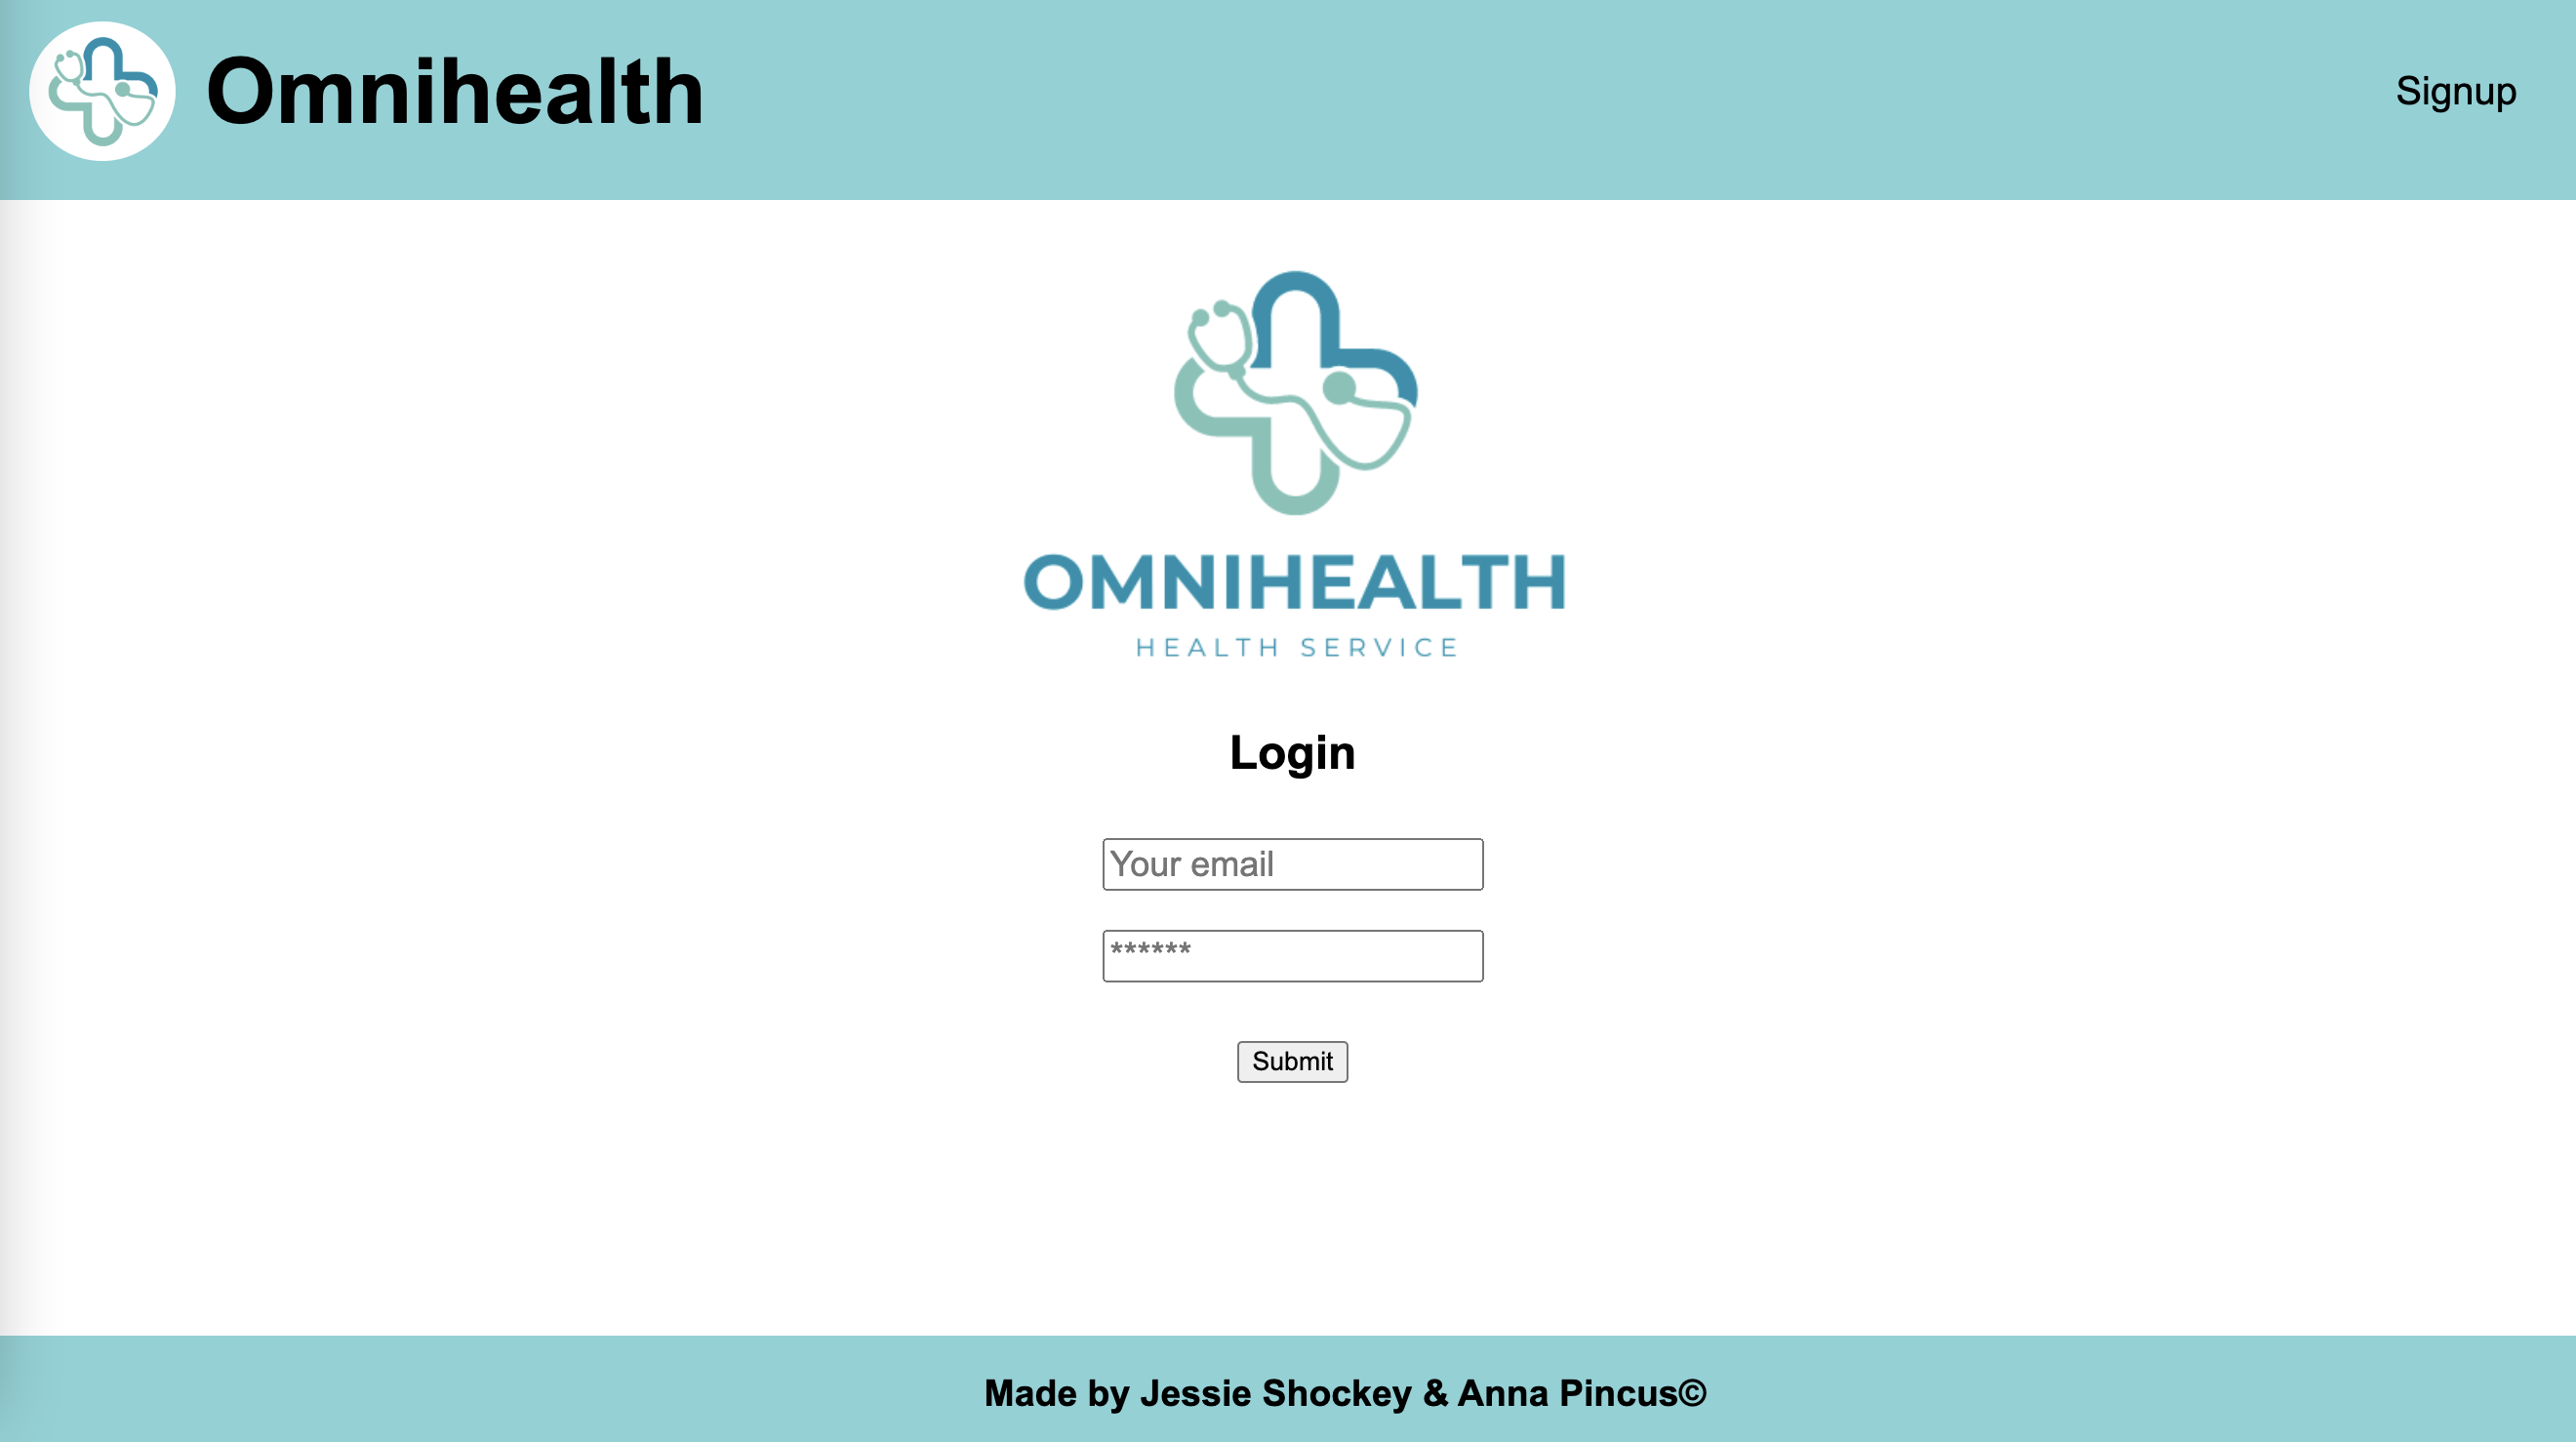 Omnihealth
Signup
OMNIHEALTH
HEALTH SERVICE
Login
Your email
******
Submit
Made by Jessie Shockey & Anna Pincus©